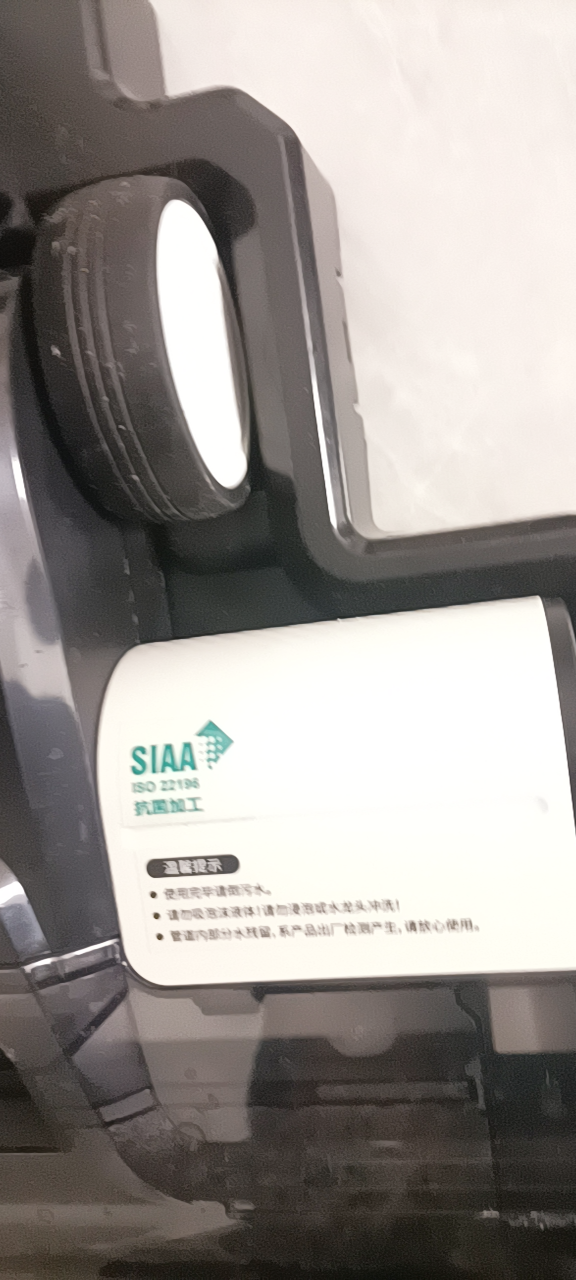 SIAA
ISO 22196
抗菌加工
温馨提示
● 使用完毕请倒污水。
● 请勿吸泡沫液体!请勿浸泡或水龙头冲洗!
● 管道内部分水残留,系产品出厂检测产生,请放心使用。